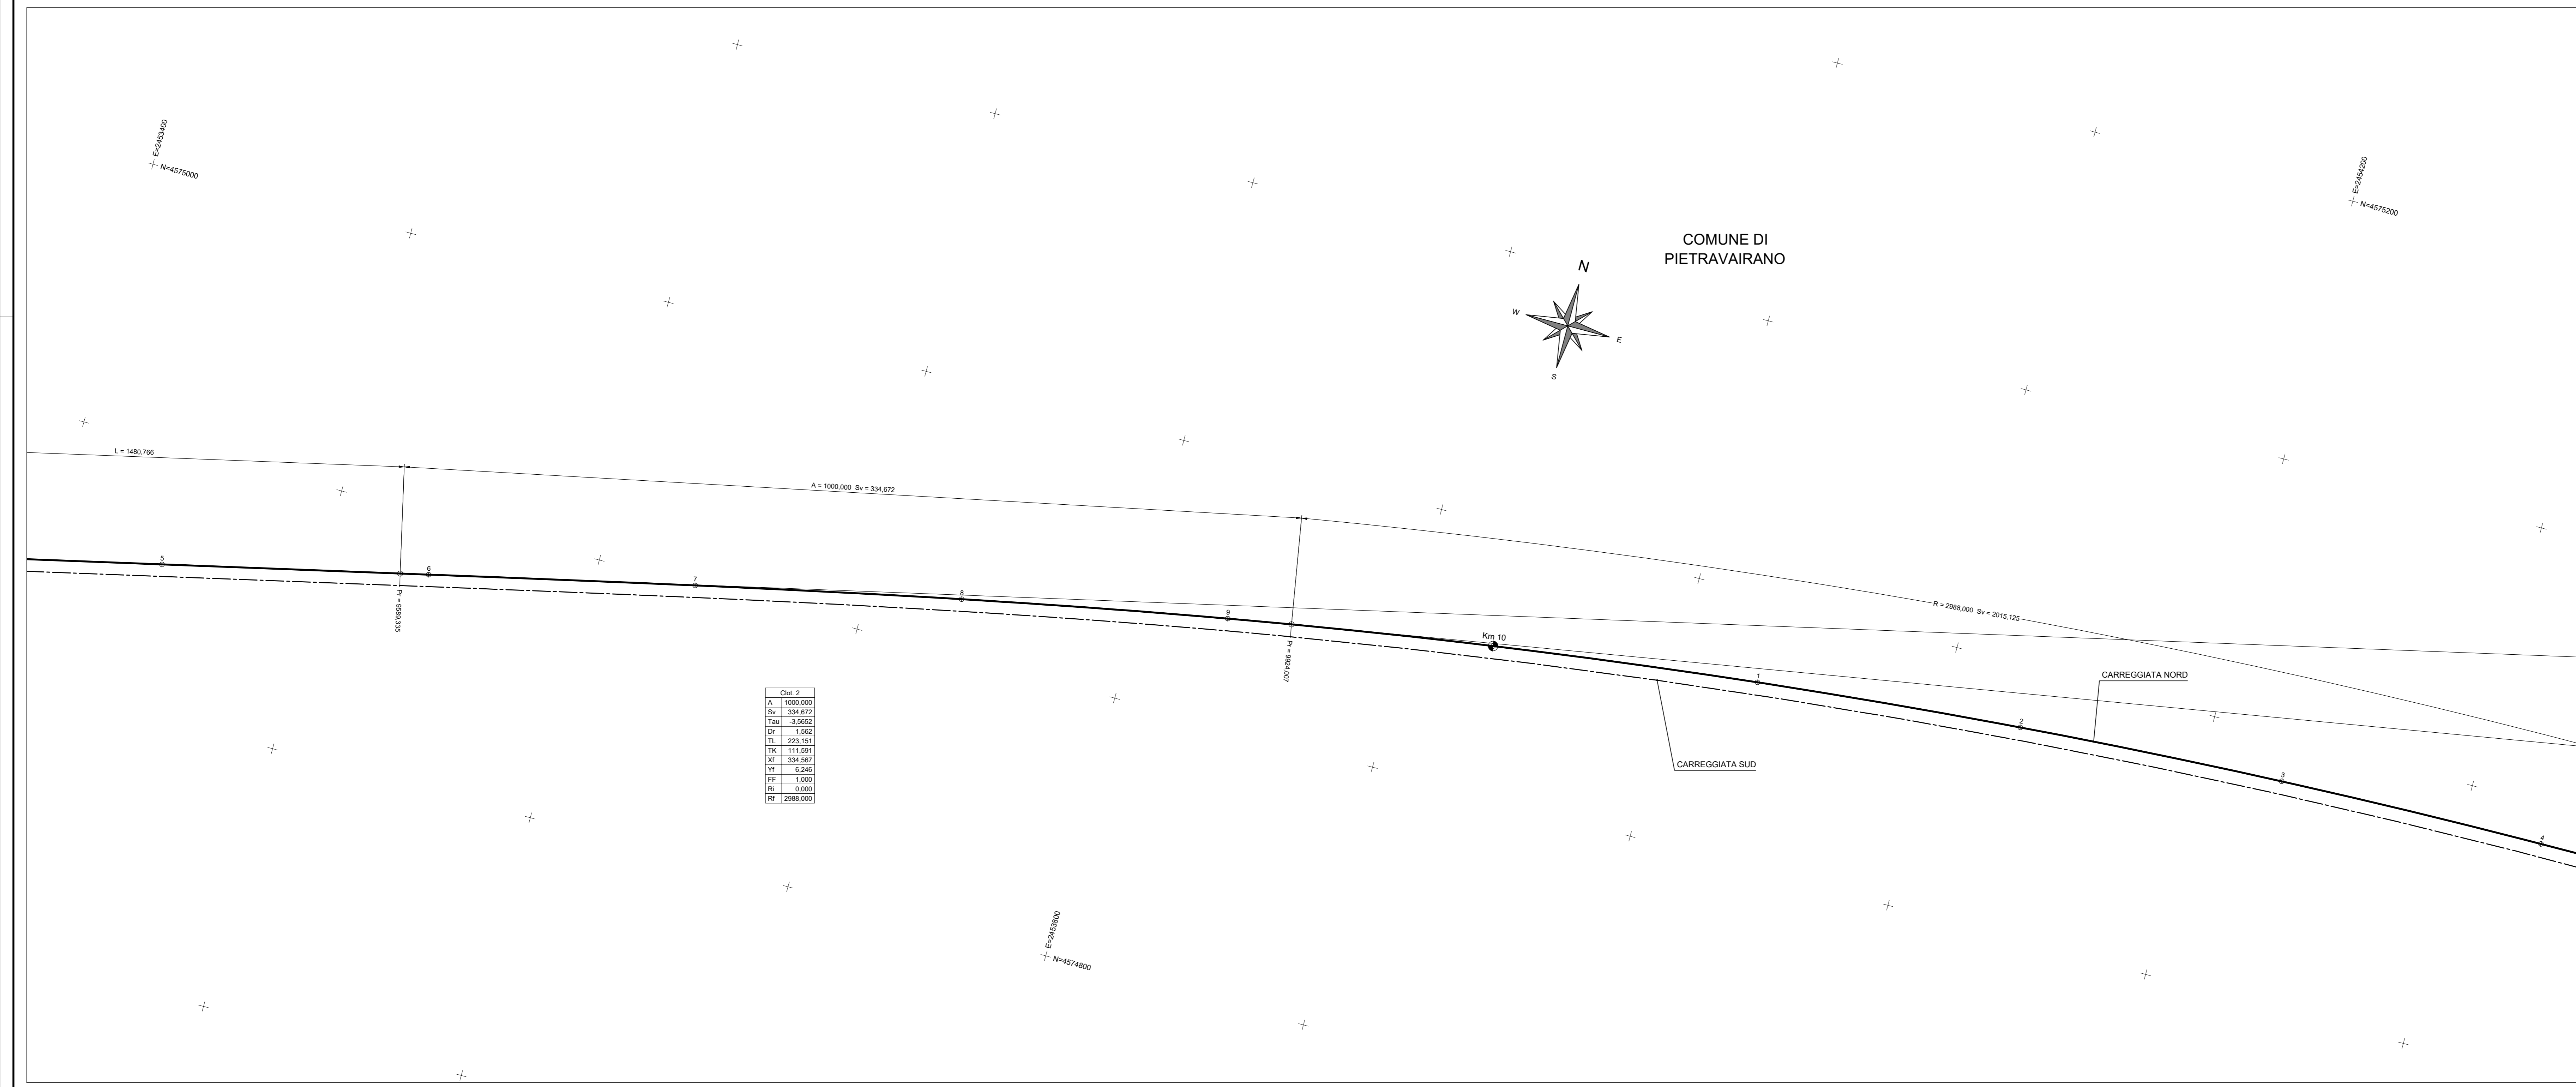 E=2453400
N=4575000
E=2454200
N=4575200
COMUNE DI
PIETRAVAIRANO
N
W
E
S
L = 1480,766
A = 1000,000 Sv = 334,672
R = 2988,000 Sv = 2015,125
5
6
7
8
9
Km 10
1
2
3
4
Pr = 9589,335
Pr = 9924,007
CARREGGIATA NORD
CARREGGIATA SUD
Clot. 2
A 1000,000
Sv 334,672
Tau -3,5652
Dr 1,562
TL 223,151
TK 111,591
Xf 334,567
Yf 6,246
FF 1,000
Ri 0,000
Rf 2988,000
E=2453800
N=4574800